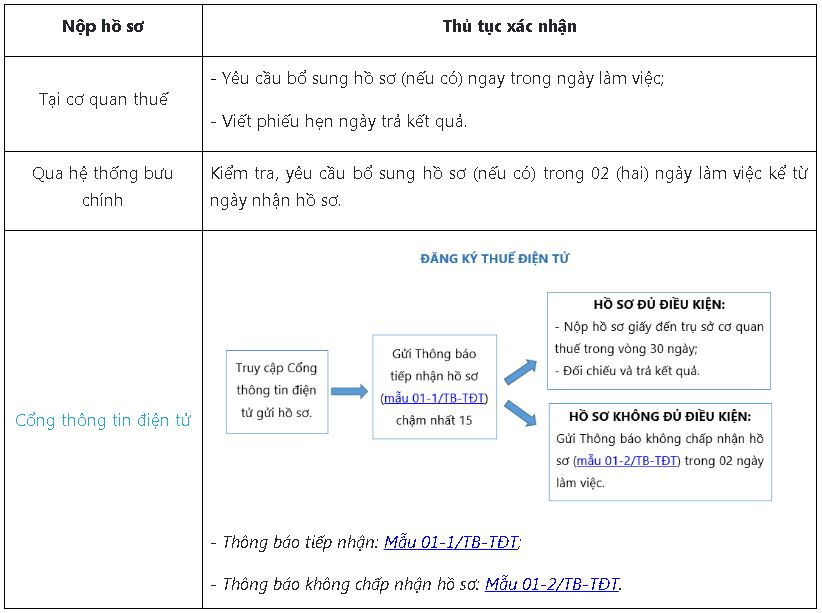 Nộp hồ sơ
Thủ tục xác nhận
Tại cơ quan thuế
- Yêu cầu bổ sung hồ sơ (nếu có) ngay trong ngày làm việc;
- Viết phiếu hẹn ngày trả kết quả.
Qua hệ thống bưu
chính
Kiểm tra, yêu cầu bổ sung hồ sơ (nếu có) trong 02 (hai) ngày làm việc kể từ
ngày nhận hồ sơ.
Cổng thông tin điện tử
ĐĂNG KÝ THUẾ ĐIỆN TỬ
Truy cập Cổng
thông tin điện
tử gửi hồ sơ.
Gửi Thông báo
tiếp nhận hồ sơ
(mẫu 01-1/TB-TĐT)
chậm nhất 15
HỒ SƠ ĐỦ ĐIỀU KIỆN:
- Nộp hồ sơ giấy đến trụ sở cơ quan
thuế trong vòng 30 ngày;
- Đối chiếu và trả kết quả.
HỒ SƠ KHÔNG ĐỦ ĐIỀU KIỆN:
Gửi Thông báo không chấp nhận hồ
sơ (mẫu 01-2/TB-TĐT) trong 02 ngày
làm việc.
- Thông báo tiếp nhận: Mẫu 01-1/TB-TĐT;
- Thông báo không chấp nhận hồ sơ: Mẫu 01-2/TB-TĐT.